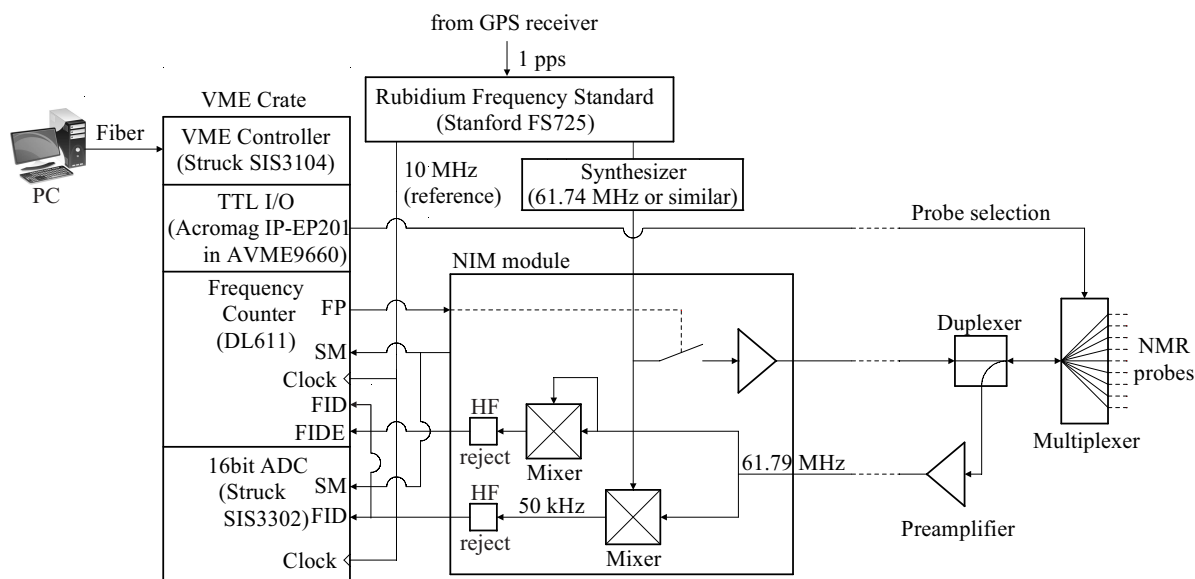 from GPS receiver
1 pps
VME Crate
Rubidium Frequency Standard
(Stanford FS725)
Fiber
PC
VME Controller
(Struck SIS3104)
10 MHz
(reference)
Synthesizer
(61.74 MHz or similar)
TTL I/O
(Acromag IP-EP201
in AVME9660)
Probe selection
NIM module
Frequency
Counter
(DL611)
FP
SM
Clock
FID
FIDE
Duplexer
NMR
probes
Multiplexer
HF
reject
Mixer
61.79 MHz
16bit ADC
(Struck
SIS3302)
SM
FID
Clock
HF
reject
50 kHz
Mixer
Preamplifier